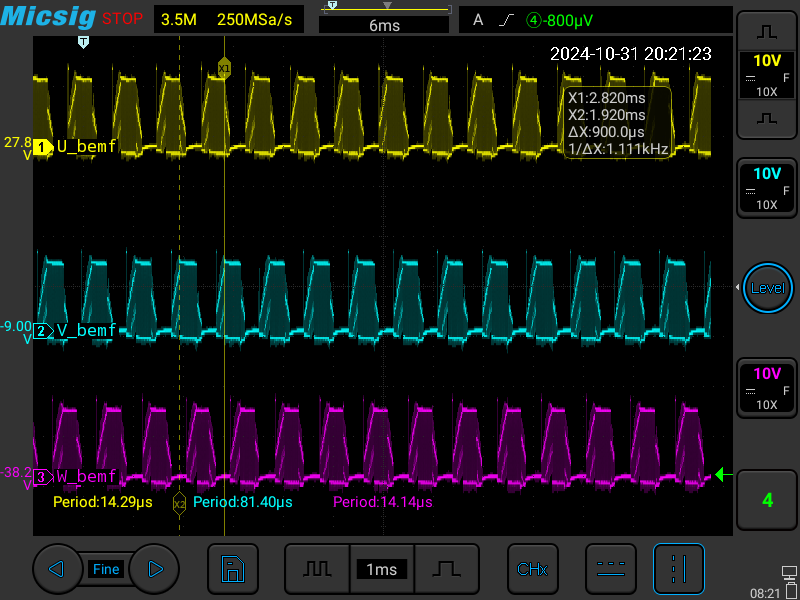 Micsig STOP 3.5M 250MSa/s T 6ms A 4 -800μV
T
2024-10-31 20:21:23
X1
X1:2.820ms
X2:1.920ms
ΔX:900.0μs
1/ΔX:1.111kHz
27.8 V 1 U_bemf
-9.00 V 2 V_bemf
-38.2 V 3 W_bemf
Period:14.29μs X2 Period:81.40μs Period:14.14μs
10V
F
10X
10V
F
10X
Level
10V
F
10X
4
Fine 1ms CHx
08:21